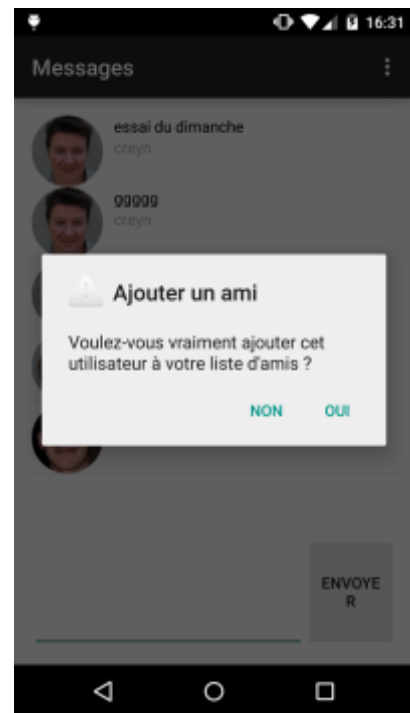 16:31
Messages
essai du dimanche
creyn
ggggg
creyn
Ajouter un ami
Voulez-vous vraiment ajouter cet
utilisateur à votre liste d'amis ?
NON OUI
ENVOYE
R